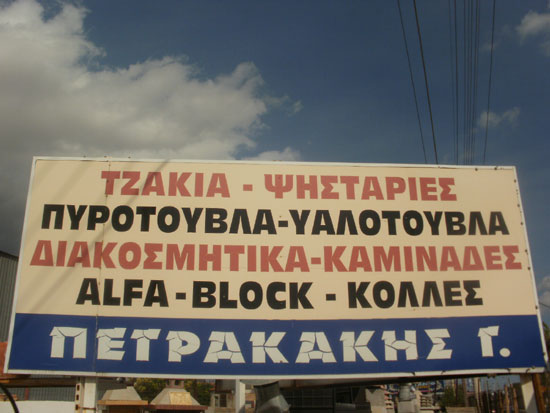 ΤΖΑΚΙΑ - ΨΗΣΤΑΡΙΕΣ
ΠΥΡΟΤΟΥΒΛΑ-ΥΑΛΟΤΟΥΒΛΑ
ΔΙΑΚΟΣΜΗΤΙΚΑ-ΚΑΜΙΝΑΔΕΣ
ALFA - BLOCK - ΚΟΛΛΕΣ
ΠΕΤΡΑΚΑΚΗΣ Γ.